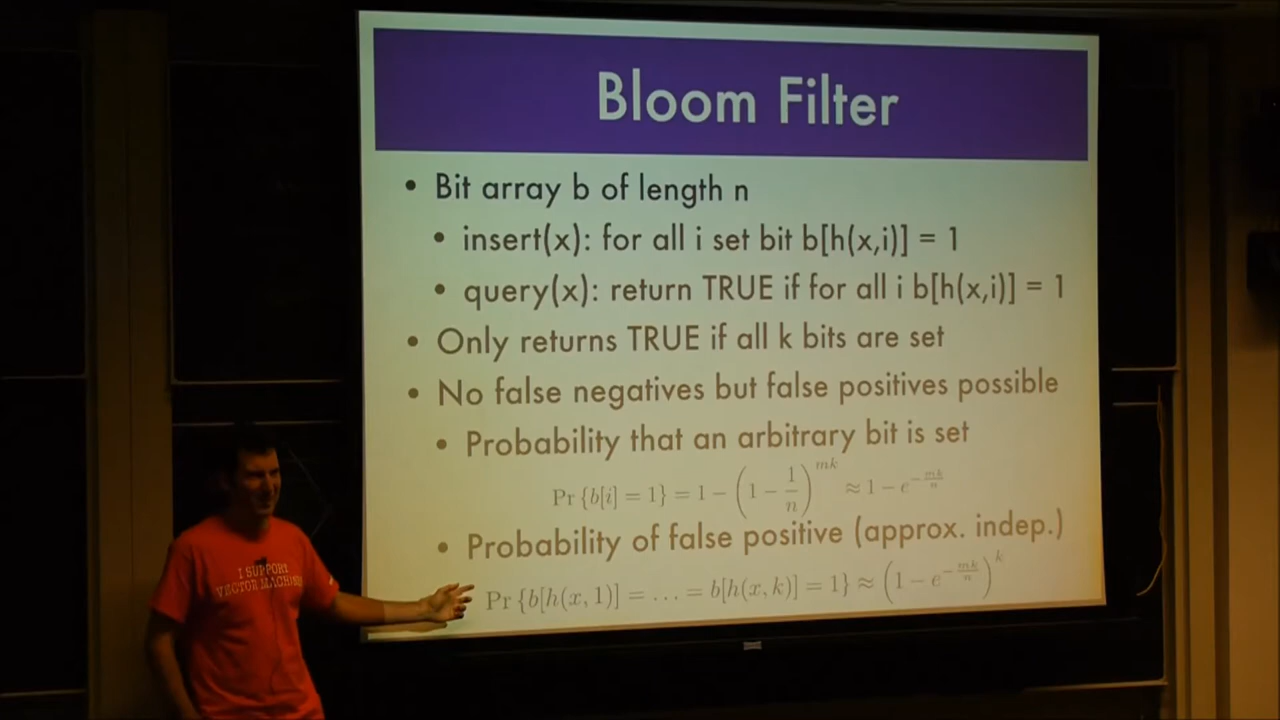 Bloom Filter
• Bit array b of length n
• insert(x): for all i set bit b[h(x,i)] = 1
• query(x): return TRUE if for all i b[h(x,i)] = 1
• Only returns TRUE if all k bits are set
• No false negatives but false positives possible
• Probability that an arbitrary bit is set
Pr {b[i] = 1} = 1 − (1 − 1/n)^{mk} ≈ 1 − e^{−mk/n}
• Probability of false positive (approx. indep.)
Pr {b[h(x, 1)] = … = b[h(x, k)] = 1} ≈ (1 − e^{−mk/n})^k
I SUPPORT
VECTOR MACHINES